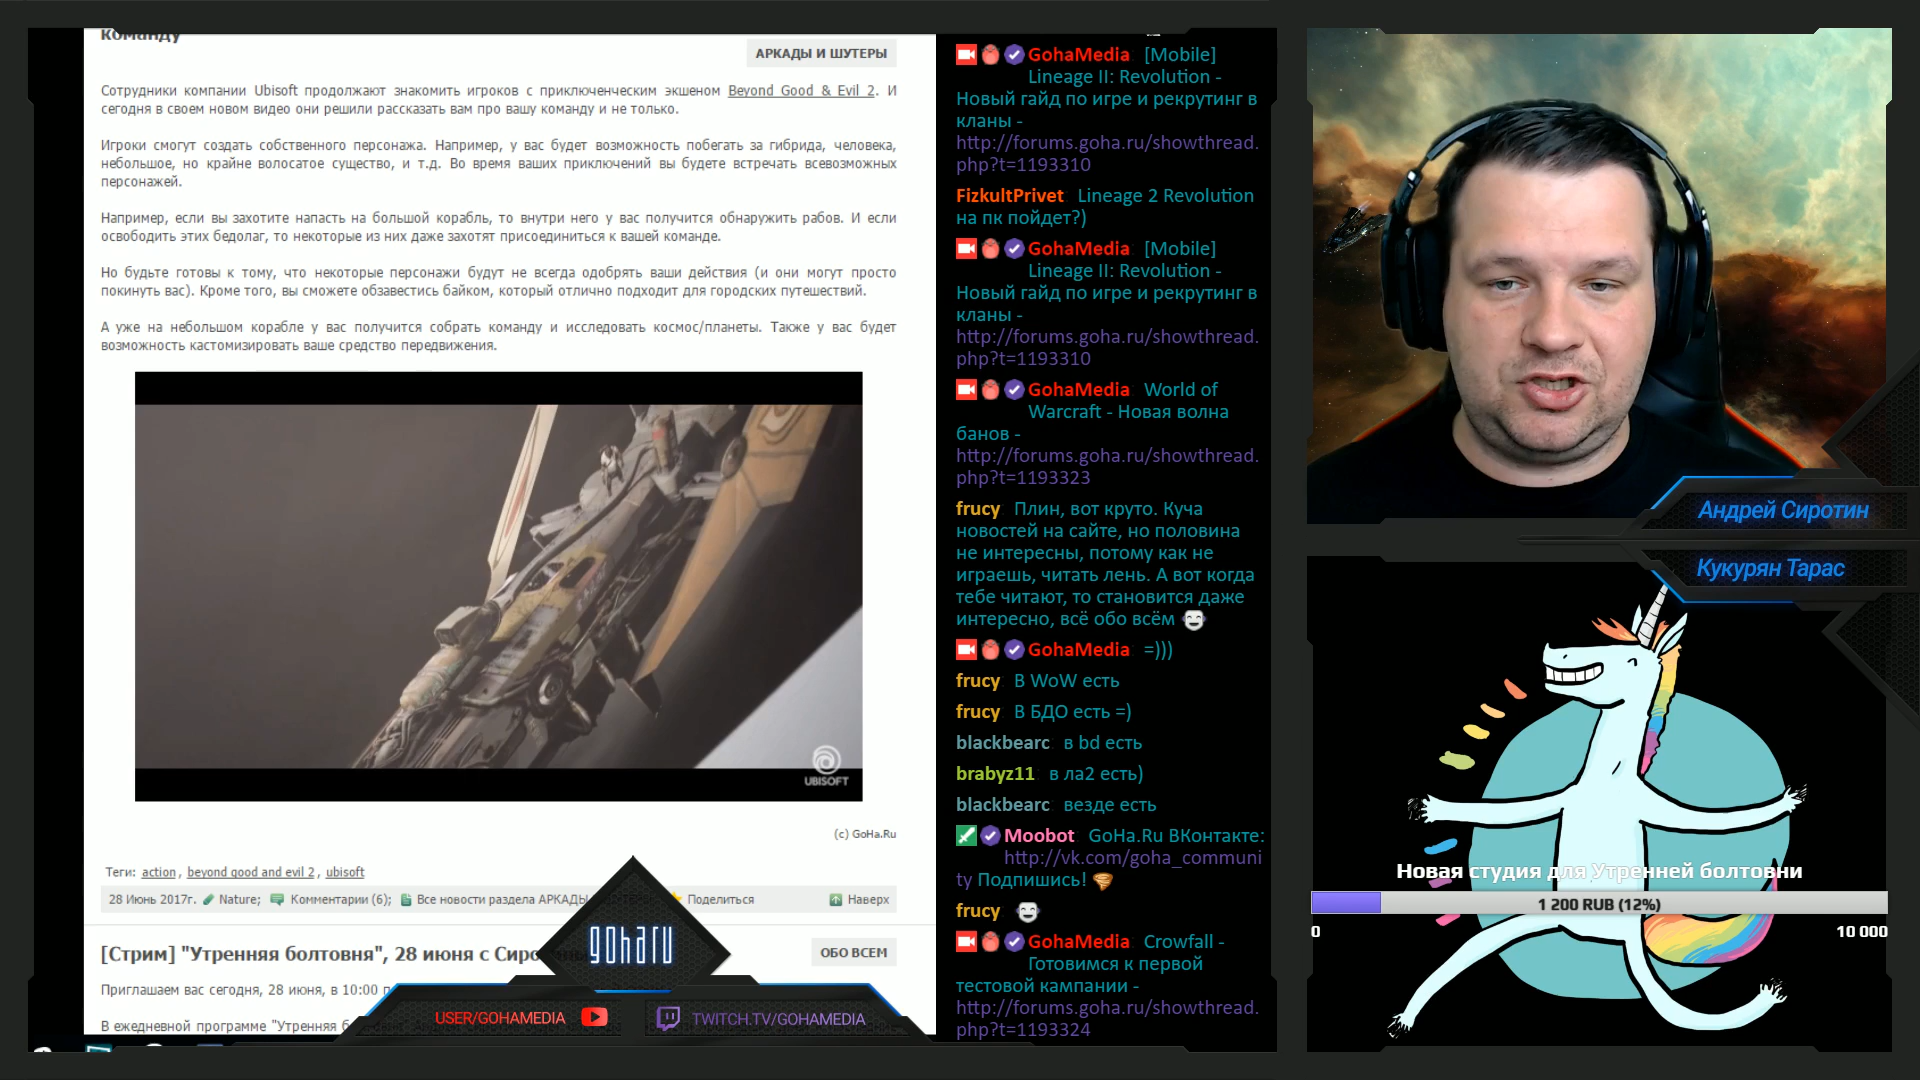 команду
АРКАДЫ И ШУТЕРЫ
Сотрудники компании Ubisoft продолжают знакомить игроков с приключенческим экшеном Beyond Good & Evil 2. И
сегодня в своем новом видео они решили рассказать вам про вашу команду и не только.
Игроки смогут создать собственного персонажа. Например, у вас будет возможность побегать за гибрида, человека,
небольшое, но крайне волосатое существо, и т.д. Во время ваших приключений вы будете встречать всевозможных
персонажей.
Например, если вы захотите напасть на большой корабль, то внутри него у вас получится обнаружить рабов. И если
освободить этих бедолаг, то некоторые из них даже захотят присоединиться к вашей команде.
Но будьте готовы к тому, что некоторые персонажи будут не всегда одобрять ваши действия (и они могут просто
покинуть вас). Кроме того, вы сможете обзавестись байком, который отлично подходит для городских путешествий.
А уже на небольшом корабле у вас получится собрать команду и исследовать космос/планеты. Также у вас будет
возможность кастомизировать ваше средство передвижения.
UBISOFT
(c) GoHa.Ru
Теги: action, beyond good and evil 2, ubisoft
28 Июнь 2017г. Nature; Комментарии (6); Все новости раздела АРКАДЫ Поделиться Наверх
[Стрим] "Утренняя болтовня", 28 июня с Сиро
ОБО ВСЕМ
Приглашаем вас сегодня, 28 июня, в 10:00 п
В ежедневной программе "Утренняя б
goharu
USER/GOHAMEDIA
TWITCH.TV/GOHAMEDIA
GohaMedia [Mobile]
Lineage II: Revolution -
Новый гайд по игре и рекрутинг в
кланы -
http://forums.goha.ru/showthread.
php?t=1193310
FizkultPrivet Lineage 2 Revolution
на пк пойдет?)
GohaMedia [Mobile]
Lineage II: Revolution -
Новый гайд по игре и рекрутинг в
кланы -
http://forums.goha.ru/showthread.
php?t=1193310
GohaMedia World of
Warcraft - Новая волна
банов -
http://forums.goha.ru/showthread.
php?t=1193323
frucy Плин, вот круто. Куча
новостей на сайте, но половина
не интересны, потому как не
играешь, читать лень. А вот когда
тебе читают, то становится даже
интересно, всё обо всём
GohaMedia =)))
frucy В WoW есть
frucy В БДО есть =)
blackbearc в bd есть
brabyz11 в ла2 есть)
blackbearc везде есть
Moobot GoHa.Ru ВКонтакте:
http://vk.com/goha_communi
ty Подпишись!
frucy
GohaMedia Crowfall -
Готовимся к первой
тестовой кампании -
http://forums.goha.ru/showthread.
php?t=1193324
Андрей Сиротин
Кукурян Тарас
Новая студия для Утренней болтовни
1 200 RUB (12%)
0
10 000